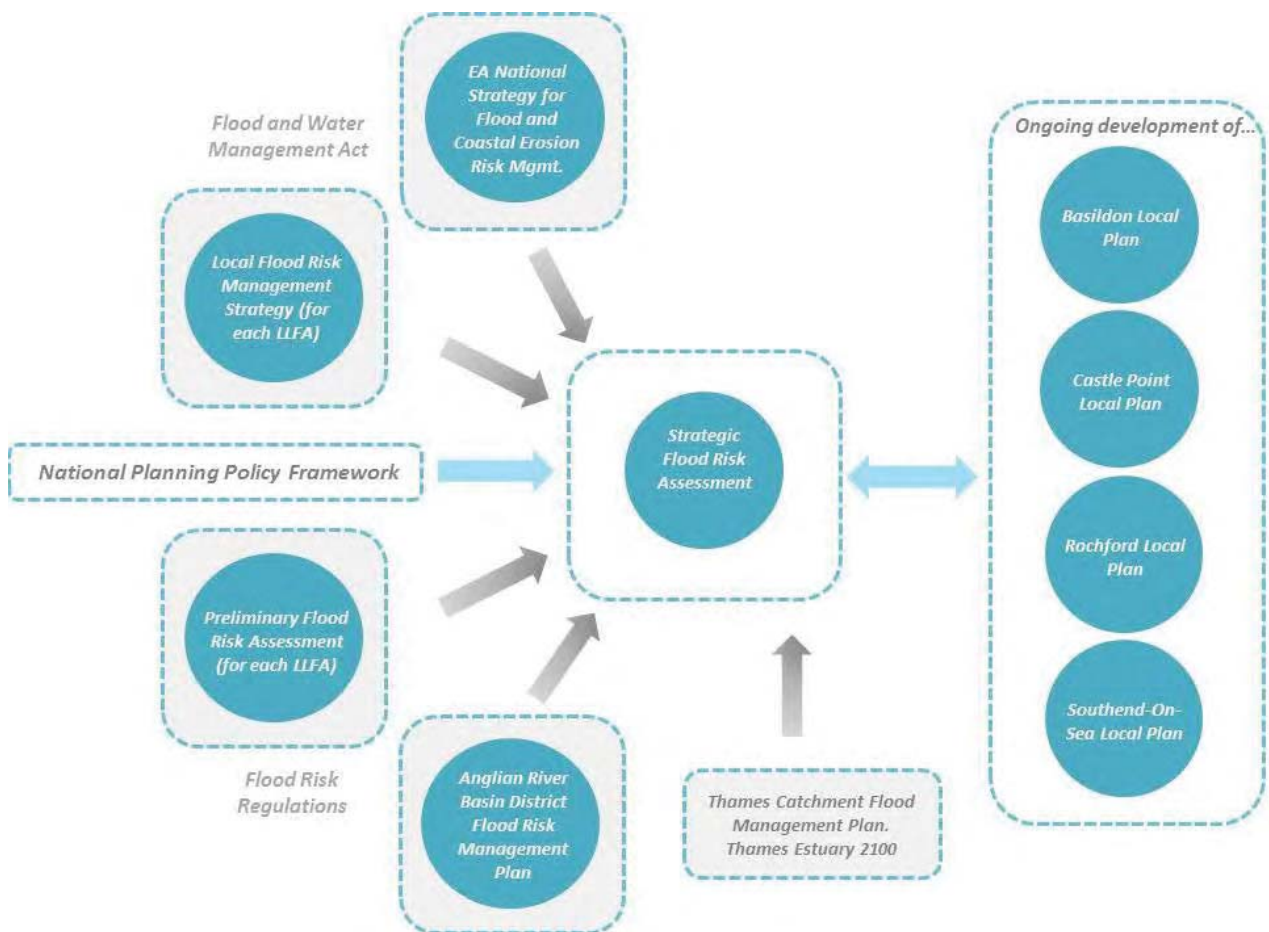 EA National
Strategy for
Flood and
Coastal Erosion
Risk Mgmt.
Flood and Water
Management Act
Local Flood Risk
Management
Strategy (for
each LLFA)
National Planning Policy Framework
Preliminary Flood
Risk Assessment
(for each LLFA)
Flood Risk
Regulations
Anglian River
Basin District
Flood Risk
Management
Plan
Strategic
Flood Risk
Assessment
Thames Catchment Flood
Management Plan.
Thames Estuary 2100
Ongoing development of...
Basildon Local
Plan
Castle Point
Local Plan
Rochford Local
Plan
Southend-On-
Sea Local Plan